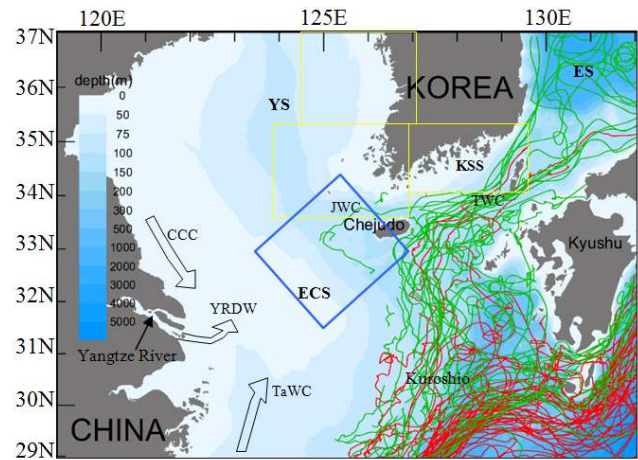 120E
125E
130E
37N
36N
35N
34N
33N
32N
31N
30N
29N
depth(m)
0
50
75
100
200
300
500
1000
2000
3000
4000
5000
YS
KOREA
ES
KSS
JWC
TWC
Chejudo
Kyushu
CCC
ECS
YRDW
Yangtze River
Kuroshio
TaWC
CHINA